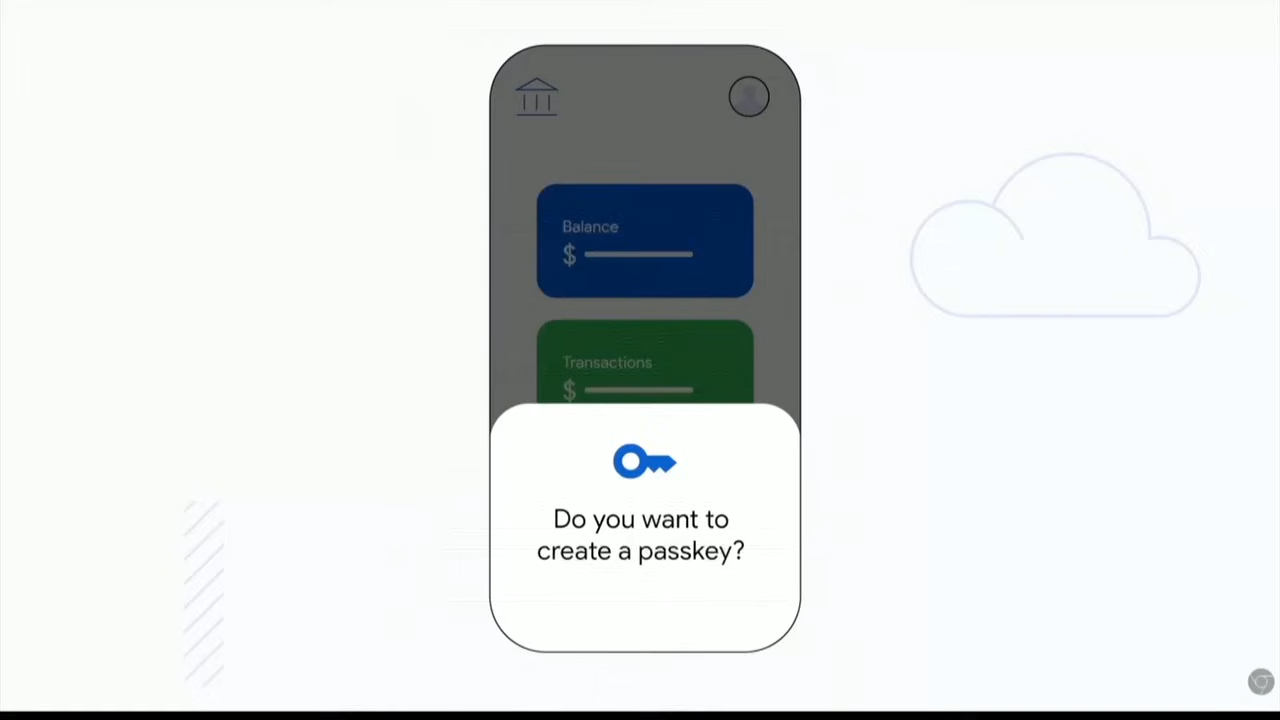 Balance
$
Transactions
$
Do you want to
create a passkey?